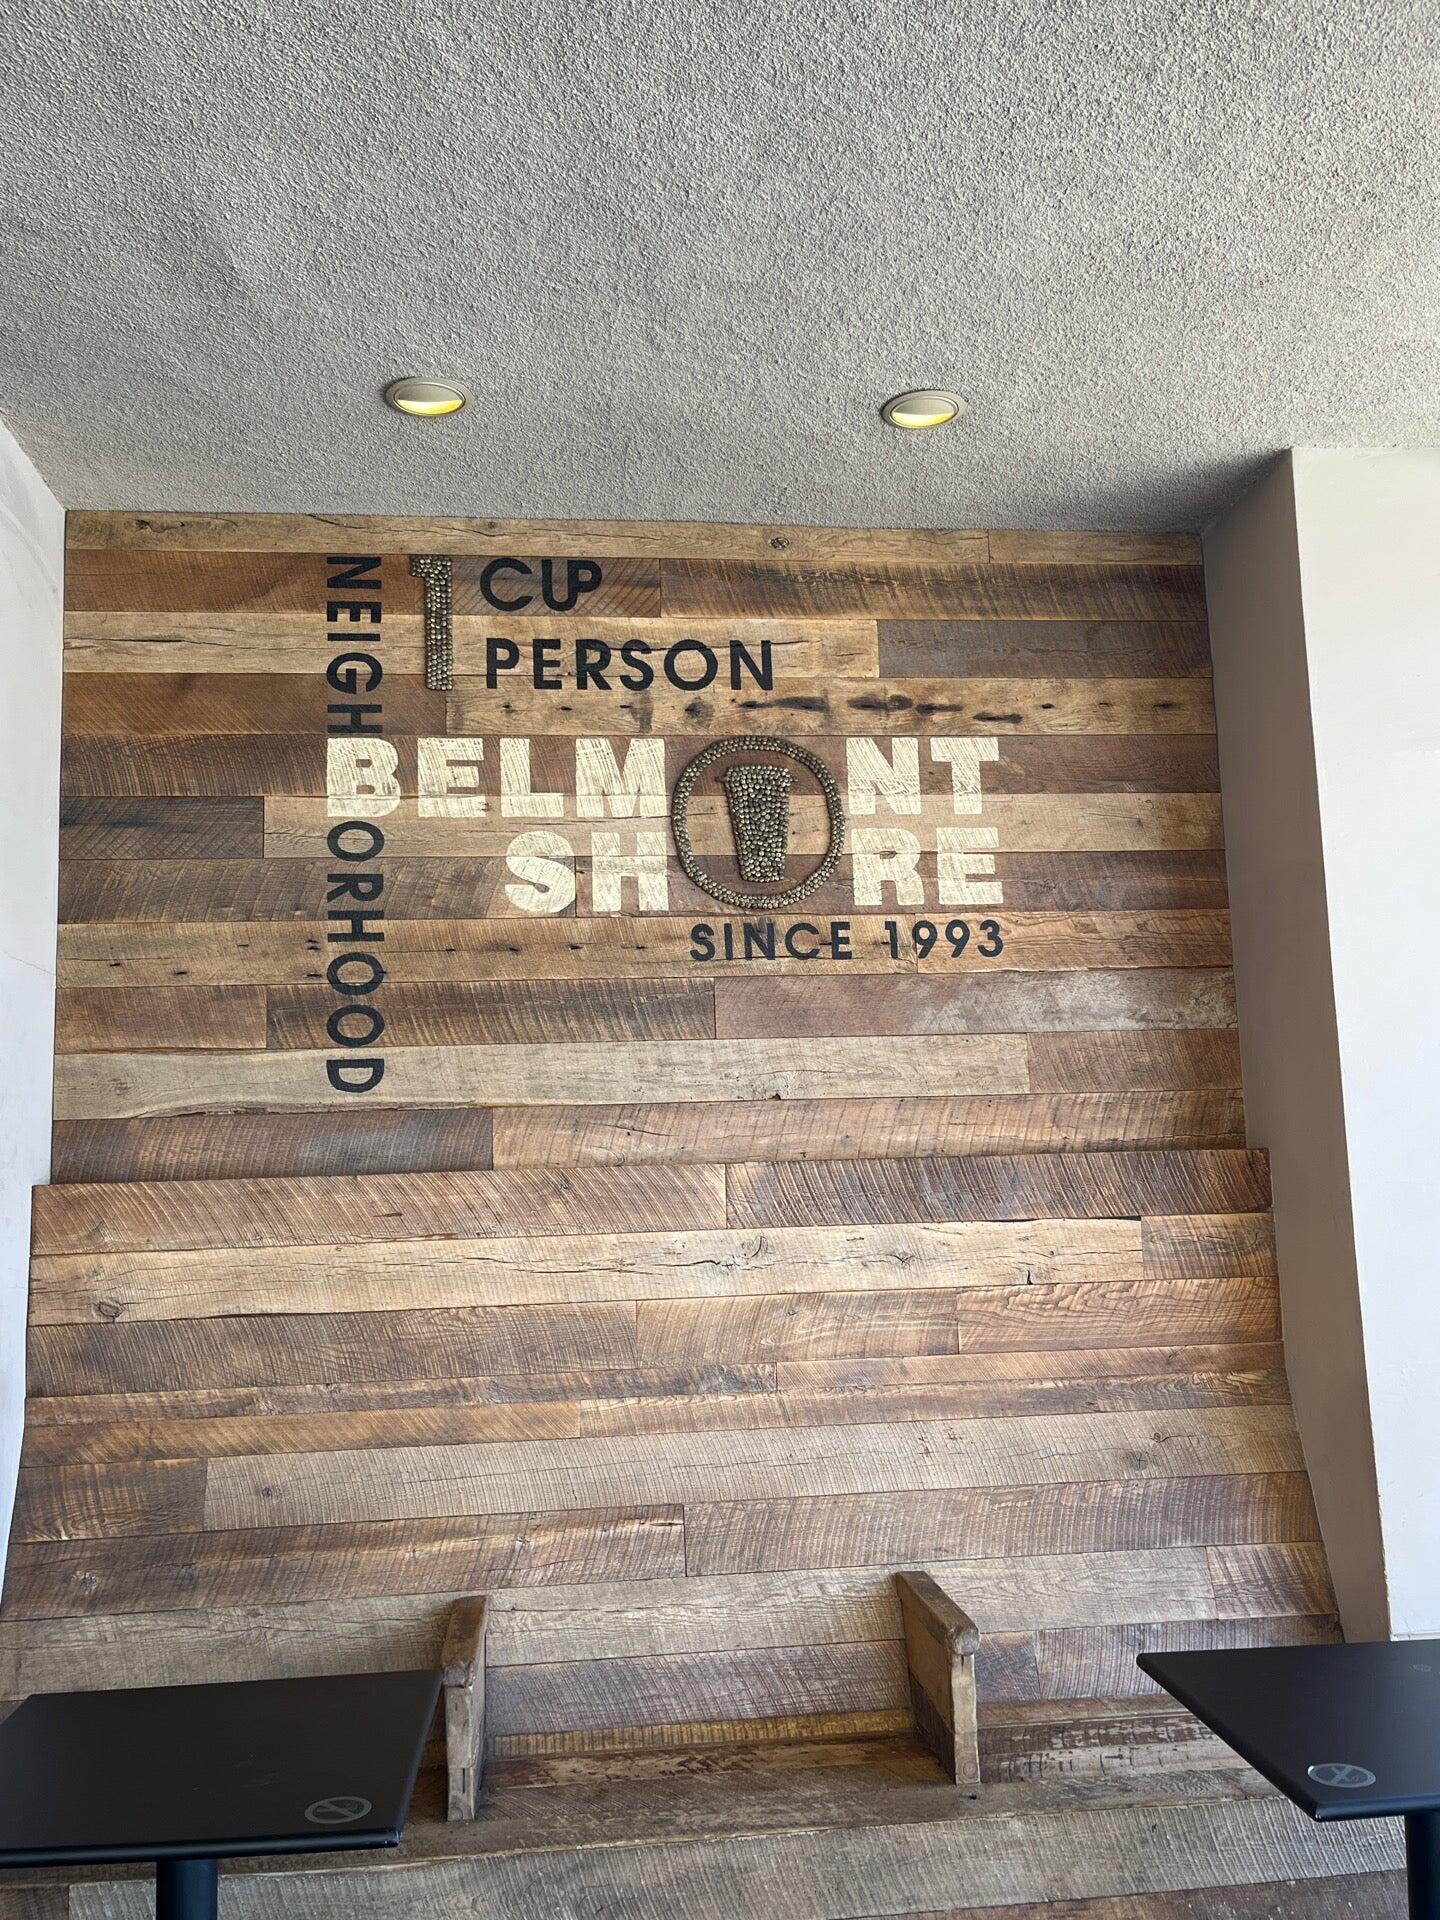 1 CUP
PERSON
NEIGHBORHOOD
BELMONT
SHORE
SINCE 1993